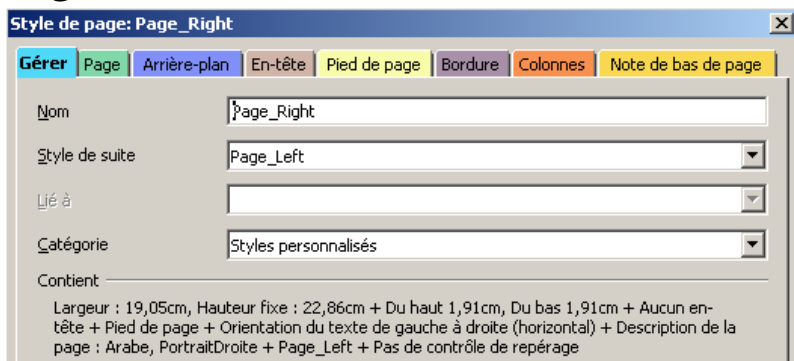 Style de page: Page_Right
Gérer Page Arrière-plan En-tête Pied de page Bordure Colonnes Note de bas de page
Nom Page_Right
Style de suite Page_Left
Lié à
Catégorie Styles personnalisés
Contient
Largeur : 19,05cm, Hauteur fixe : 22,86cm + Du haut 1,91cm, Du bas 1,91cm + Aucun en-
tête + Pied de page + Orientation du texte de gauche à droite (horizontal) + Description de la
page : Arabe, PortraitDroite + Page_Left + Pas de contrôle de repérage